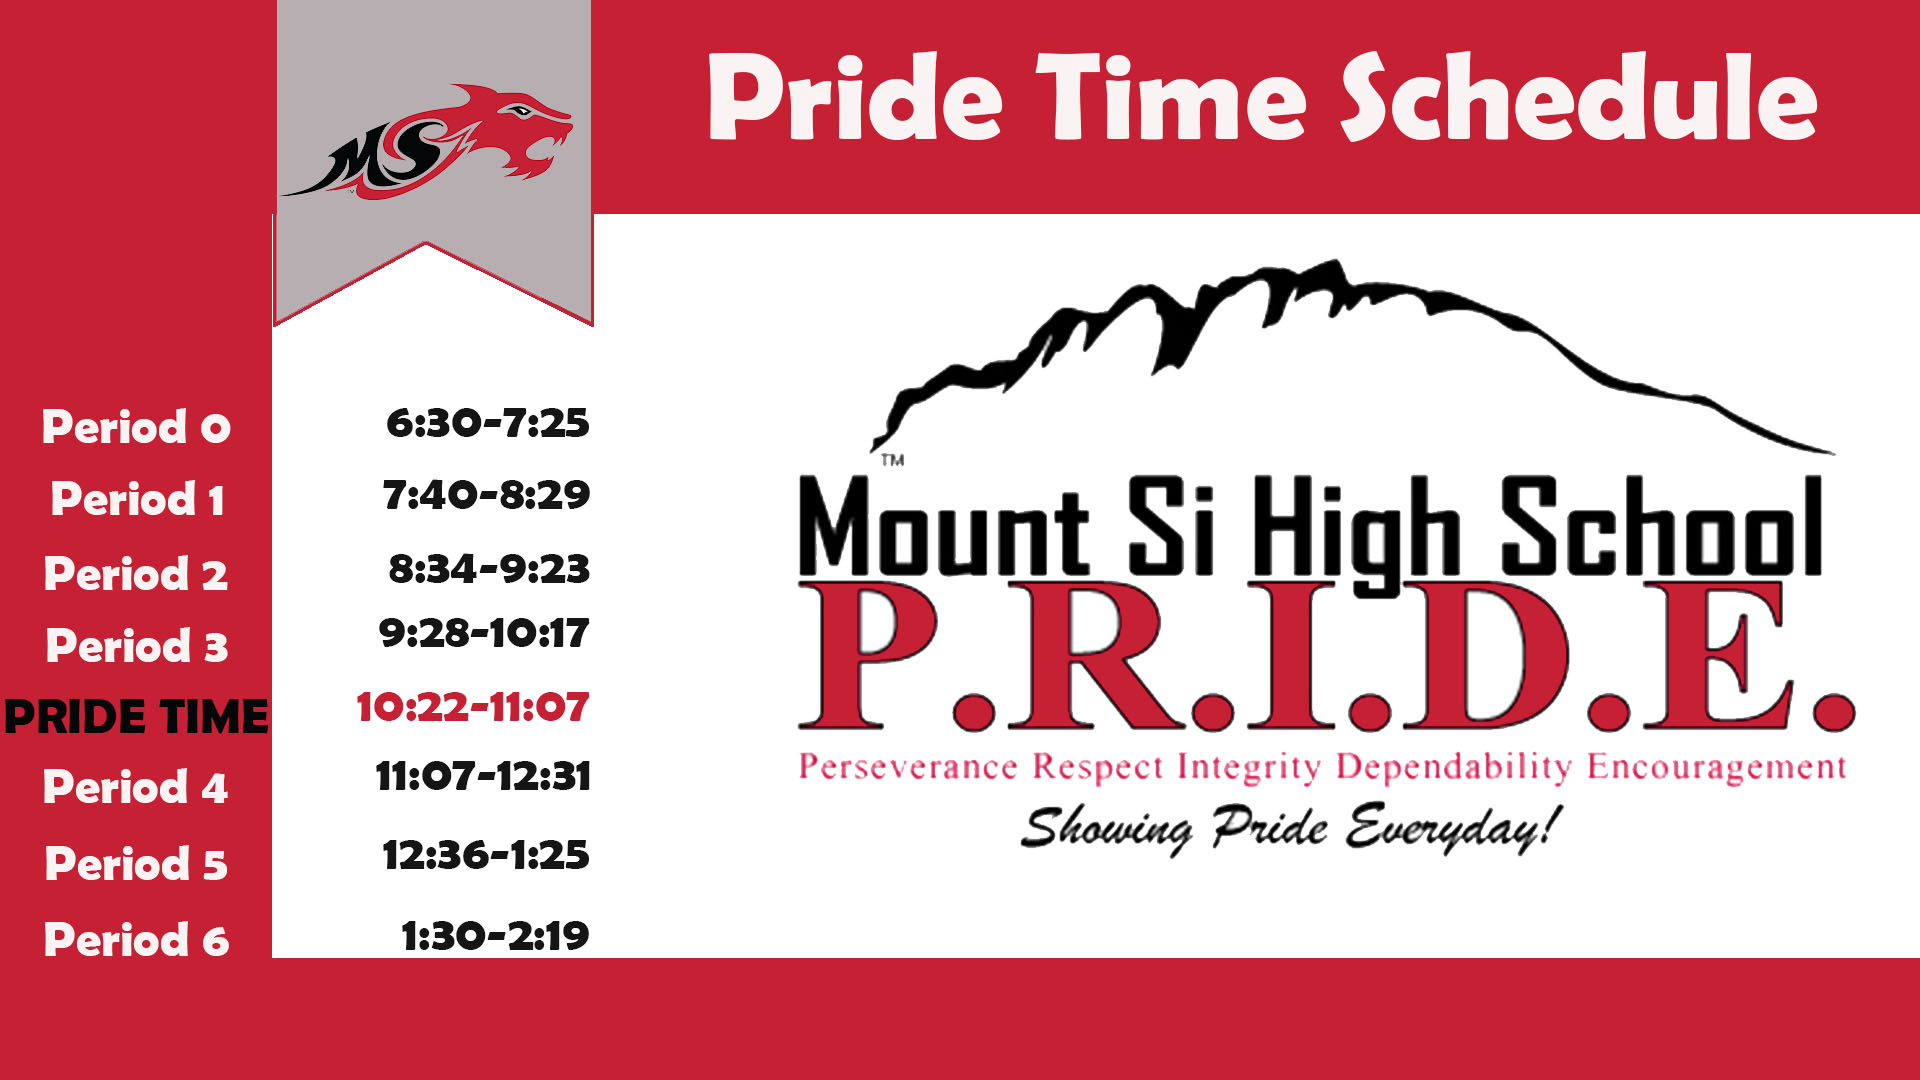 MS
Pride Time Schedule
Period 0 6:30-7:25
Period 1 7:40-8:29
Period 2 8:34-9:23
Period 3 9:28-10:17
PRIDE TIME 10:22-11:07
Period 4 11:07-12:31
Period 5 12:36-1:25
Period 6 1:30-2:19
TM
Mount Si High School
P.R.I.D.E.
Perseverance Respect Integrity Dependability Encouragement
Showing Pride Everyday!